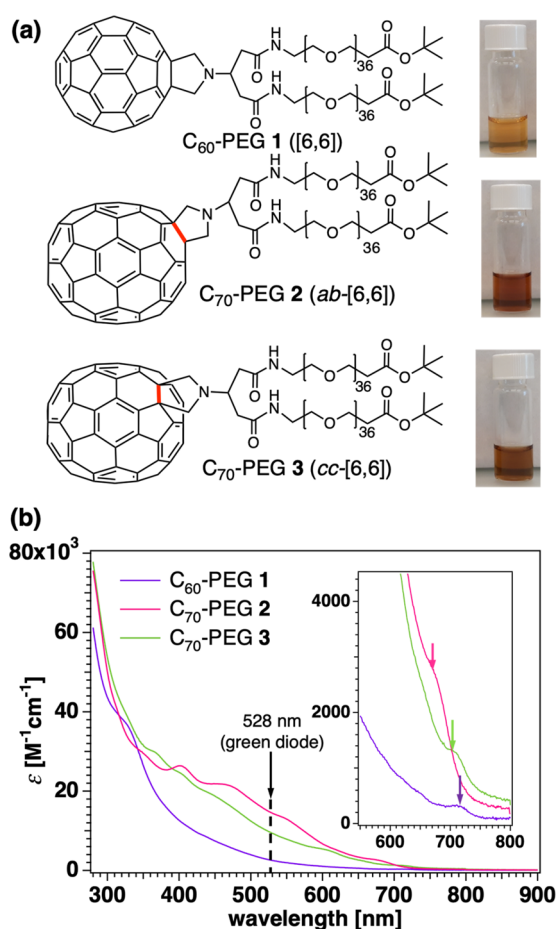 (a)
H
N
O
O
36
O
O
N
O
H
N
O
36
O
O
C60-PEG 1 ([6,6])
H
N
O
O
36
O
O
N
O
H
N
O
36
O
O
C70-PEG 2 (ab-[6,6])
H
N
O
O
36
O
O
N
O
H
N
O
36
O
O
C70-PEG 3 (cc-[6,6])
(b)
80x10³
60
40
20
0
ε [M⁻¹cm⁻¹]
C60-PEG 1
C70-PEG 2
C70-PEG 3
528 nm
(green diode)
4000
2000
0
600 700 800
300 400 500 600 700 800 900
wavelength [nm]